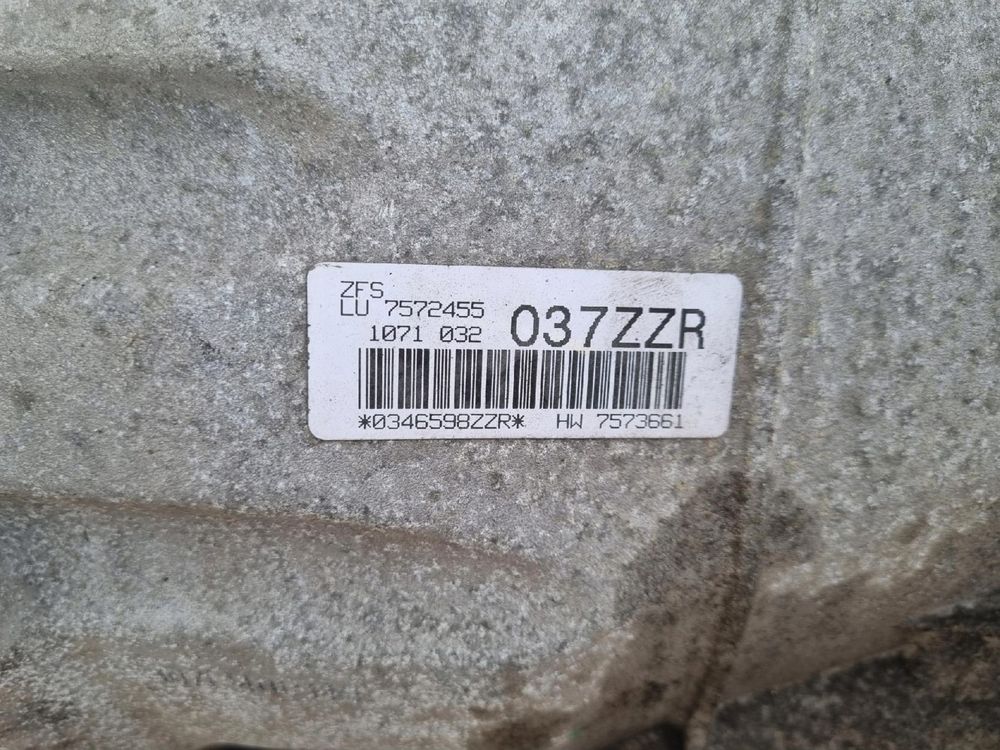 ZFS
LU 7572455
1071 032 037ZZR
*0346598ZZR* HW 7573661